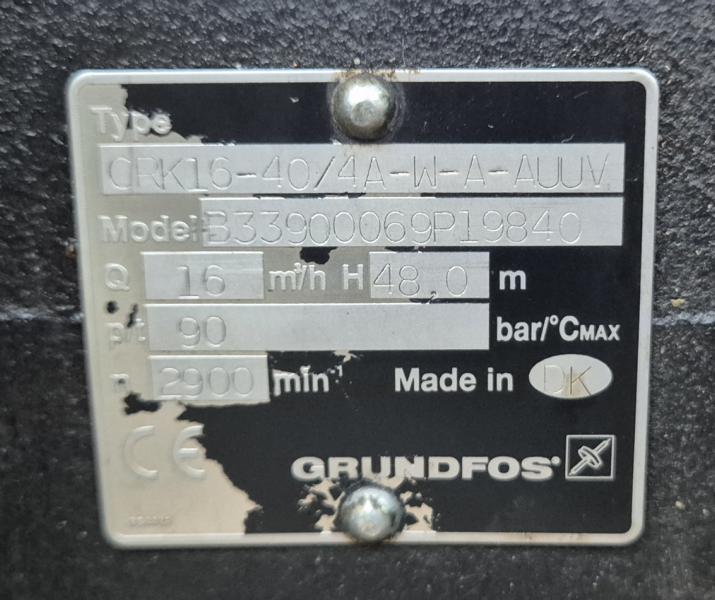 Type
CRK16-40/4A-W-A-AUUV
Model B33900069P19840
Q 16 m³/h H 48.0 m
p/t 90 bar/°CMAX
n 2900 min⁻¹ Made in DK
CE GRUNDFOS®